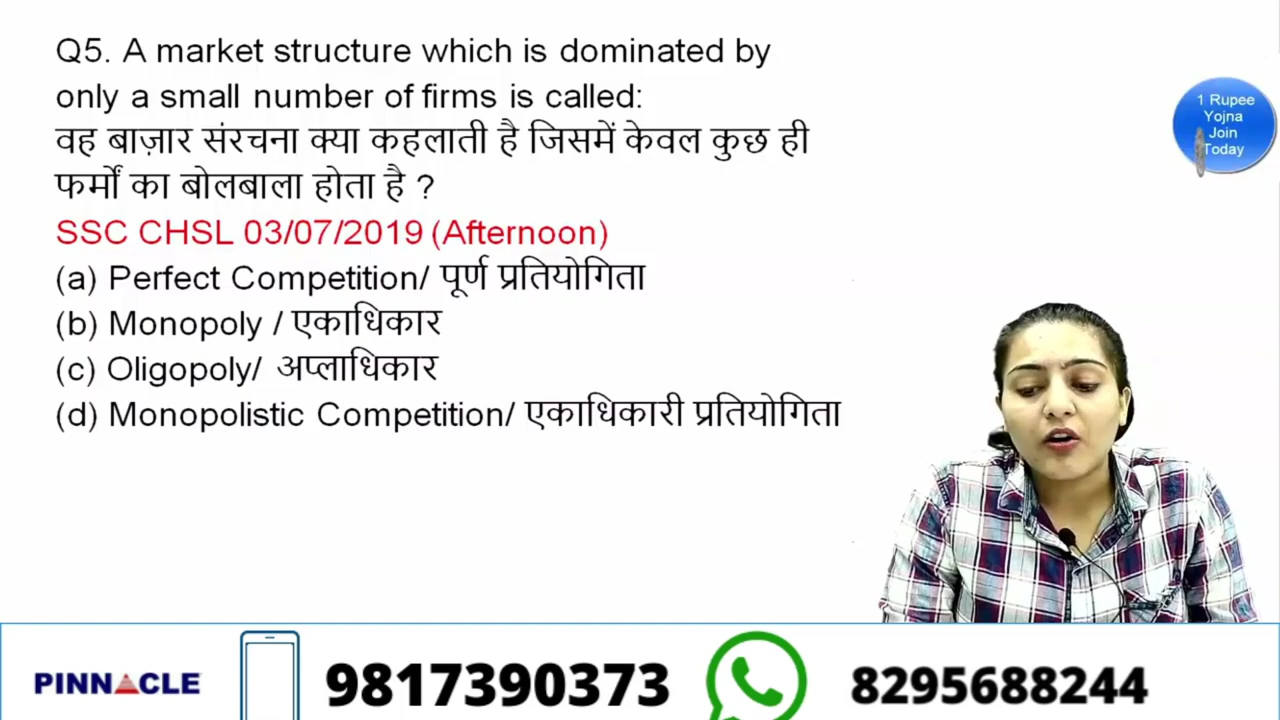 Q5. A market structure which is dominated by
only a small number of firms is called:
वह बाज़ार संरचना क्या कहलाती है जिसमें केवल कुछ ही
फर्मों का बोलबाला होता है ?
SSC CHSL 03/07/2019 (Afternoon)
(a) Perfect Competition/ पूर्ण प्रतियोगिता
(b) Monopoly / एकाधिकार
(c) Oligopoly/ अप्लाधिकार
(d) Monopolistic Competition/ एकाधिकारी प्रतियोगिता
1 Rupee
Yojna
Join
Today
PINNACLE 9817390373 8295688244